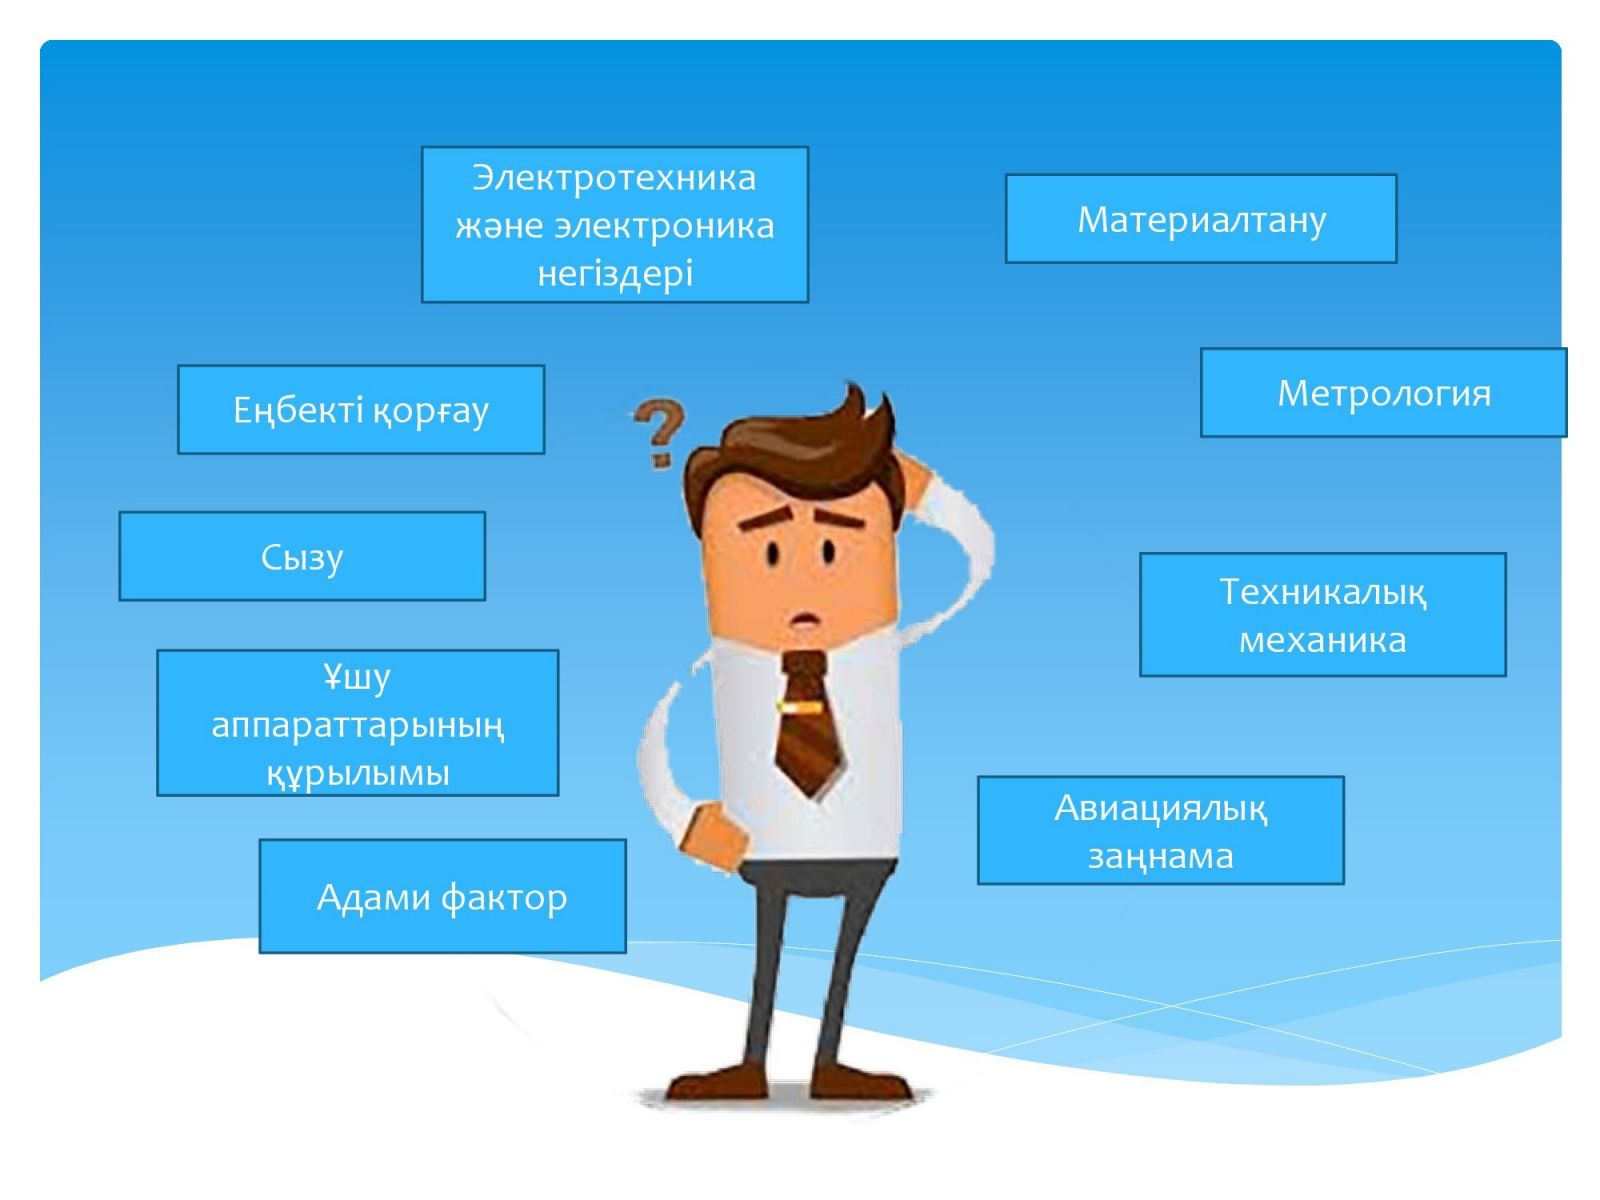 Электротехника
және электроника
негіздері
Материалтану
Метрология
Еңбекті қорғау
?
Сызу
Техникалық
механика
Ұшу
аппараттарының
құрылымы
Авиациялық
заңнама
Адами фактор